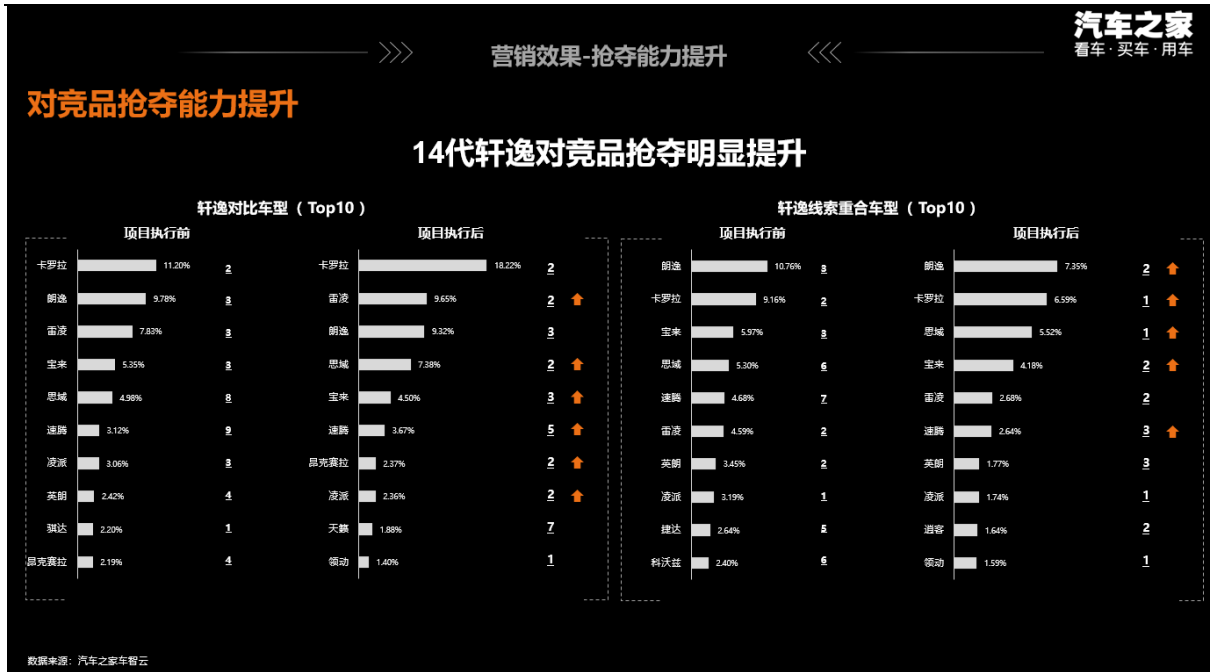 汽车之家
看车·买车·用车
营销效果-抢夺能力提升
对竞品抢夺能力提升
14代轩逸对竞品抢夺明显提升
轩逸对比车型（Top10）
项目执行前
项目执行后
卡罗拉 11.20% 2
朗逸 9.78% 3
雷凌 7.83% 3
宝来 5.35% 3
思域 4.98% 8
速腾 3.12% 9
凌派 3.06% 3
英朗 2.42% 4
骐达 2.20% 1
昂克赛拉 2.19% 4
卡罗拉 18.22% 2
雷凌 9.65% 2
朗逸 9.32% 3
思域 7.38% 2
宝来 4.50% 3
速腾 3.67% 5
昂克赛拉 2.37% 2
凌派 2.36% 2
天籁 1.88% 7
领动 1.40% 1
轩逸线索重合车型（Top10）
项目执行前
项目执行后
朗逸 10.76% 3
卡罗拉 9.16% 2
宝来 5.97% 3
思域 5.30% 6
速腾 4.68% 7
雷凌 4.59% 2
英朗 3.45% 2
凌派 3.19% 1
捷达 2.64% 5
科沃兹 2.40% 6
朗逸 7.35% 2
卡罗拉 6.59% 1
思域 5.52% 1
宝来 4.18% 2
雷凌 2.68% 2
速腾 2.64% 3
英朗 1.77% 3
凌派 1.74% 1
逍客 1.64% 2
领动 1.59% 1
数据来源：汽车之家车智云